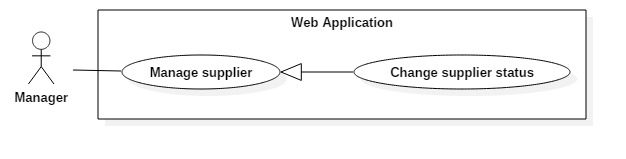 Web Application
Manager
Manage supplier
Change supplier status